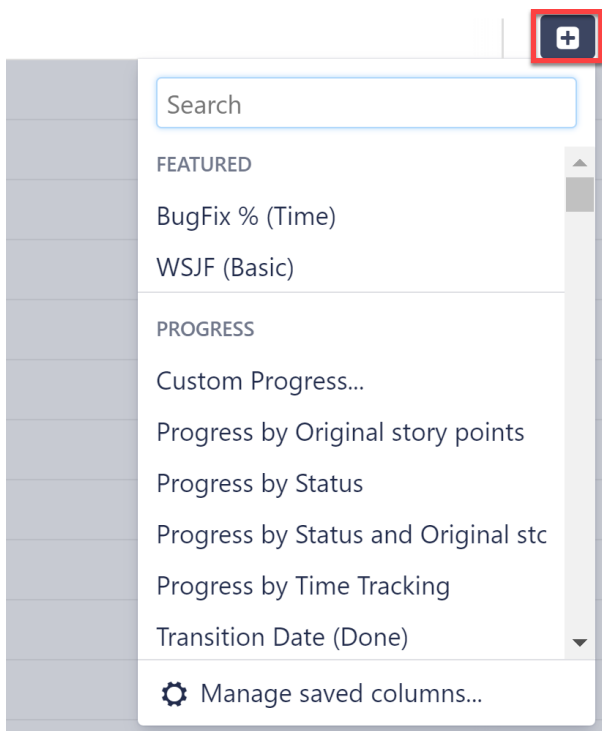 Search
FEATURED
BugFix % (Time)
WSJF (Basic)
PROGRESS
Custom Progress...
Progress by Original story points
Progress by Status
Progress by Status and Original stc
Progress by Time Tracking
Transition Date (Done)
Manage saved columns...